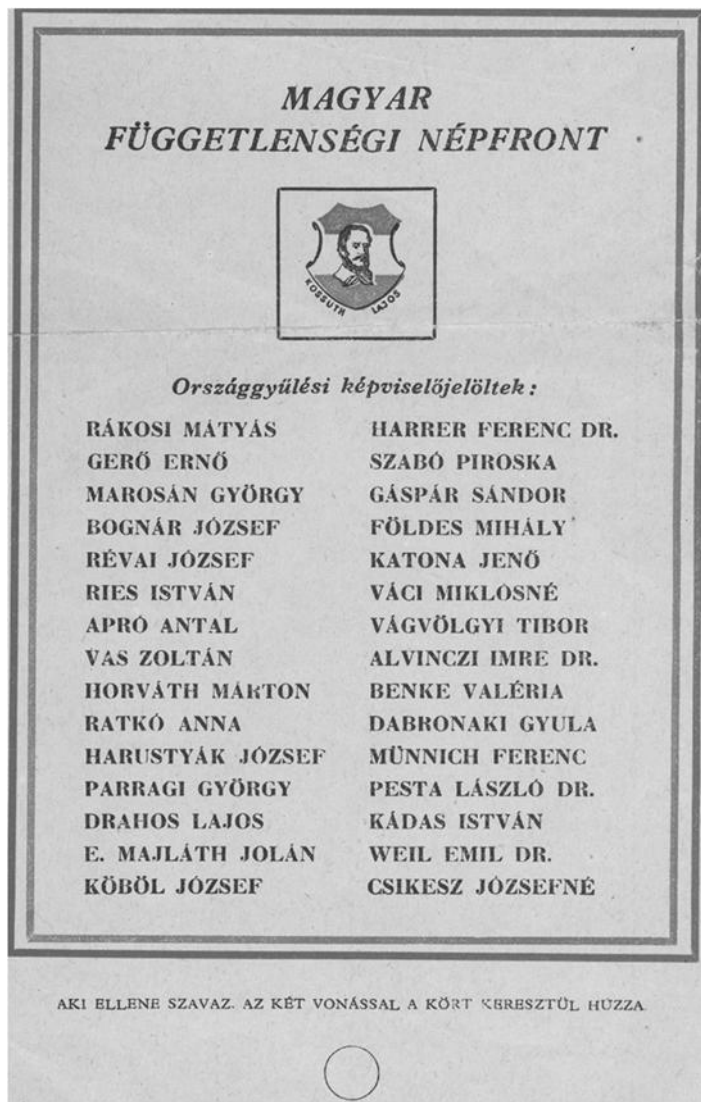 MAGYAR
FÜGGETLENSÉGI NÉPFRONT
KOSSUTH LAJOS
Országgyülési képviselőjelöltek:
RÁKOSI MÁTYÁS
GERŐ ERNŐ
MAROSÁN GYÖRGY
BOGNÁR JÓZSEF
RÉVAI JÓZSEF
RIES ISTVÁN
APRÓ ANTAL
VAS ZOLTÁN
HORVÁTH MÁRTON
RATKÓ ANNA
HARUSTYÁK JÓZSEF
PARRAGI GYÖRGY
DRAHOS LAJOS
E. MAJLÁTH JOLÁN
KÖBÖL JÓZSEF
HARRER FERENC DR.
SZABÓ PIROSKA
GÁSPÁR SÁNDOR
FÖLDES MIHÁLY
KATONA JENŐ
VÁCI MIKLÓSNÉ
VÁGVÖLGYI TIBOR
ALVINCZI IMRE DR.
BENKE VALÉRIA
DABRONAKI GYULA
MÜNNICH FERENC
PESTA LÁSZLÓ DR.
KÁDAS ISTVÁN
WEIL EMIL DR.
CSIKESZ JÓZSEFNÉ
AKI ELLENE SZAVAZ. AZ KÉT VONÁSSAL A KÖRT KERESZTÜL HÚZZA.